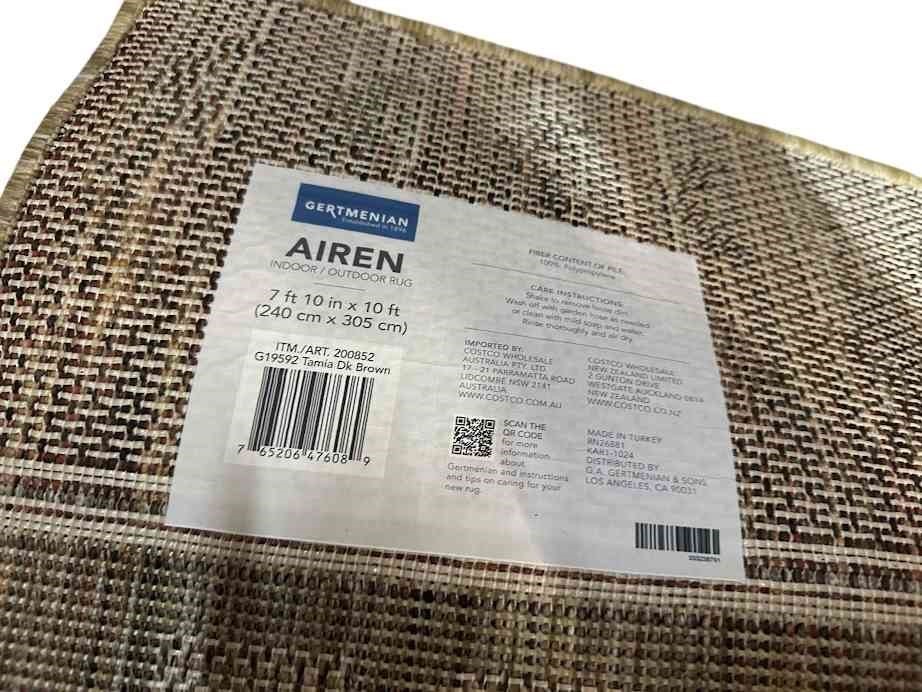 GERTMENIAN
Established in 1896
AIREN
INDOOR / OUTDOOR RUG
7 ft 10 in x 10 ft
(240 cm x 305 cm)
ITM./ART. 200852
G19592 Tamia Dk Brown
7 65206 47608 9
FIBER CONTENT OF PILE:
100% Polypropylene
CARE INSTRUCTIONS:
Shake to remove loose dirt.
Wash off with garden hose as needed
or clean with mild soap and water.
Rinse thoroughly and air dry.
IMPORTED BY:
COSTCO WHOLESALE
AUSTRALIA PTY. LTD.
17-21 PARRAMATTA ROAD
LIDCOMBE NSW 2141
AUSTRALIA
WWW.COSTCO.COM.AU
COSTCO WHOLESALE
NEW ZEALAND LIMITED
2 GUNTON DRIVE
WESTGATE AUCKLAND 0814
NEW ZEALAND
WWW.COSTCO.CO.NZ
SCAN THE
QR CODE
for more
information
about
Gertmenian and instructions
and tips on caring for your
new rug.
MADE IN TURKEY
RN26881
KAR1-1024
DISTRIBUTED BY
G.A. GERTMENIAN & SONS,
LOS ANGELES, CA 90031